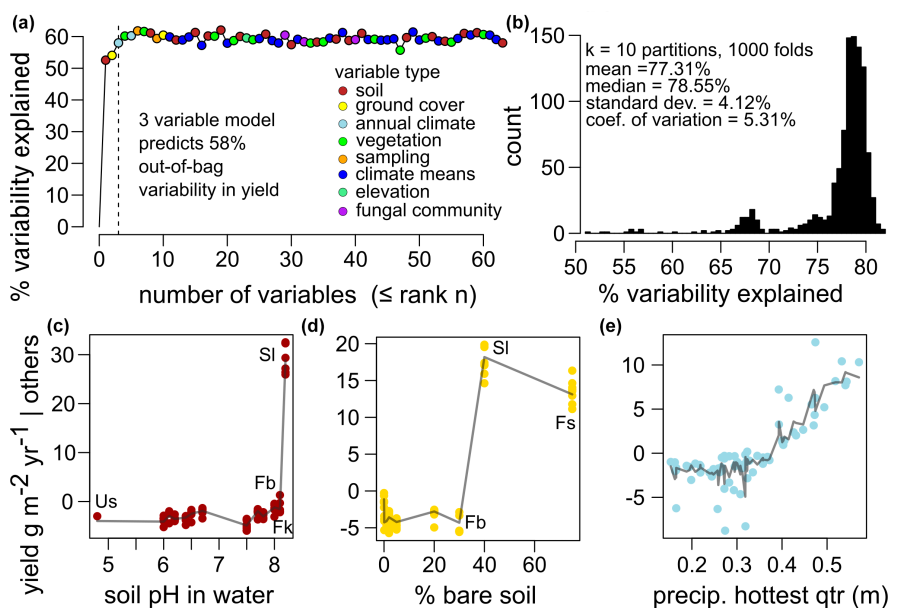 (a)
% variability explained
60
50
40
30
20
10
0
3 variable model
predicts 58%
out-of-bag
variability in yield
variable type
soil
ground cover
annual climate
vegetation
sampling
climate means
elevation
fungal community
0 10 20 30 40 50 60
number of variables (≤ rank n)
(b)
count
150
100
50
0
k = 10 partitions, 1000 folds
mean =77.31%
median = 78.55%
standard dev. = 4.12%
coef. of variation = 5.31%
50 55 60 65 70 75 80
% variability explained
(c)
yield g m-2 yr-1 | others
30
20
10
0
Sl
Us
Fb
Fk
5 6 7 8
soil pH in water
(d)
20
15
10
5
0
-5
Sl
Fs
Fb
0 20 40 60
% bare soil
(e)
10
5
0
-5
0.2 0.3 0.4 0.5
precip. hottest qtr (m)